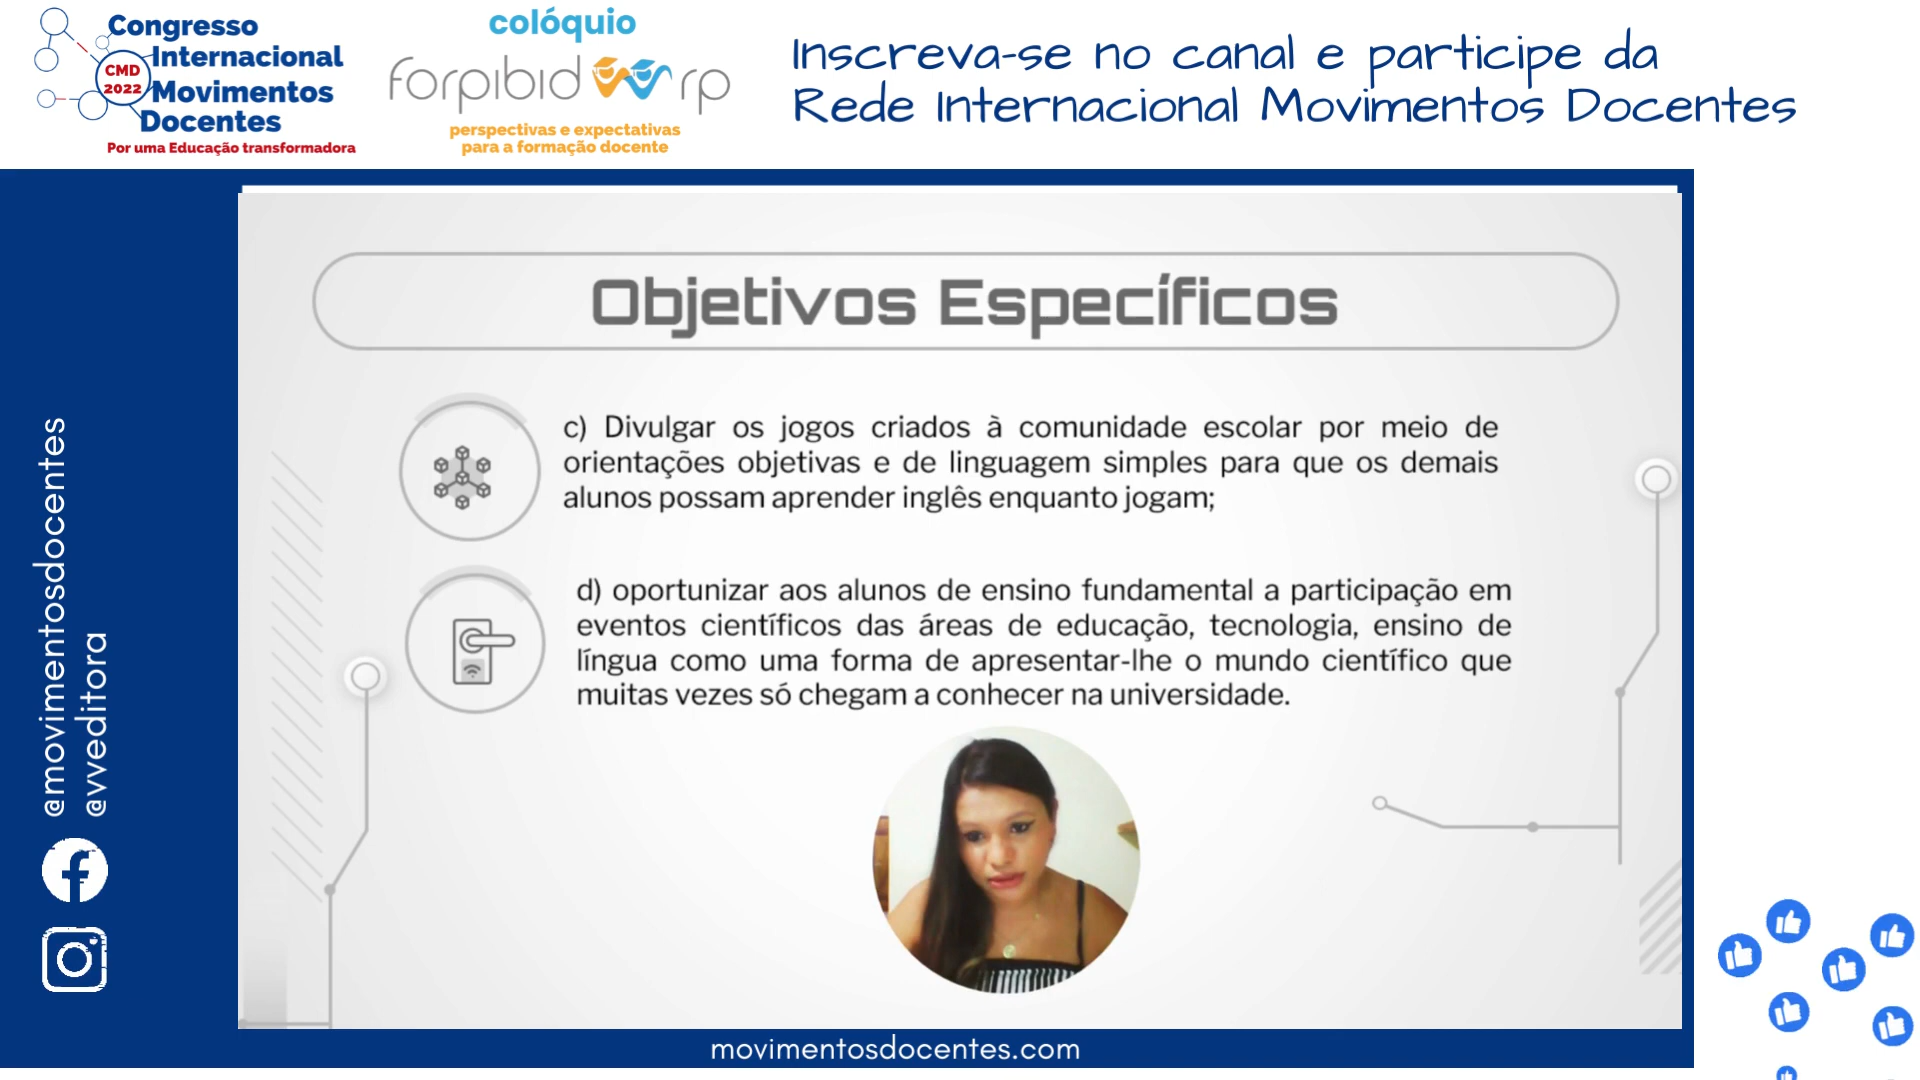 Congresso
Internacional
CMD
2022
Movimentos
Docentes
Por uma Educação transformadora
colóquio
forpibid rp
perspectivas e expectativas
para a formação docente
Inscreva-se no canal e participe da
Rede Internacional Movimentos Docentes
@movimentosdocentes
@vveditora
Objetivos Específicos
c) Divulgar os jogos criados à comunidade escolar por meio de
orientações objetivas e de linguagem simples para que os demais
alunos possam aprender inglês enquanto jogam;
d) oportunizar aos alunos de ensino fundamental a participação em
eventos científicos das áreas de educação, tecnologia, ensino de
língua como uma forma de apresentar-lhe o mundo científico que
muitas vezes só chegam a conhecer na universidade.
movimentosdocentes.com